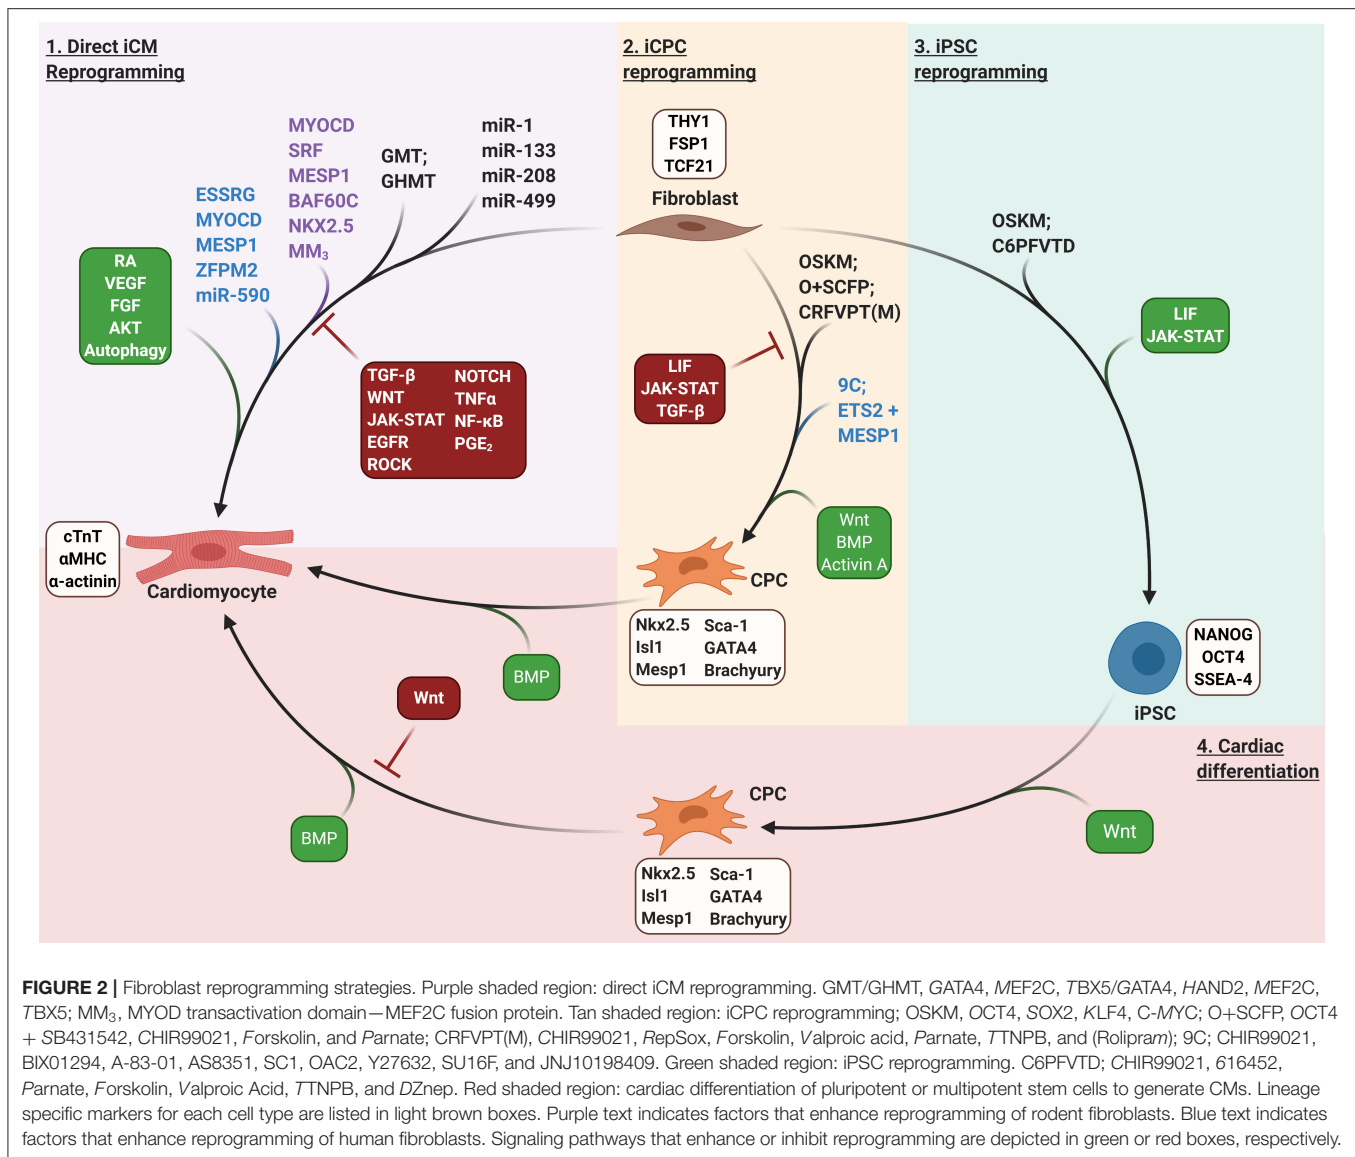 1. Direct iCM
Reprogramming
2. iCPC
reprogramming
3. iPSC
reprogramming
MYOCD
SRF
MESP1
BAF60C
NKX2.5
MM₃
GMT;
GHMT
miR-1
miR-133
miR-208
miR-499
ESSRG
MYOCD
MESP1
ZFPM2
miR-590
RA
VEGF
FGF
AKT
Autophagy
TGF-β
WNT
JAK-STAT
EGFR
ROCK
NOTCH
TNFα
NF-κB
PGE₂
THY1
FSP1
TCF21
Fibroblast
OSKM;
O+SCFP;
CRFVPT(M)
LIF
JAK-STAT
TGF-β
9C;
ETS2 +
MESP1
Wnt
BMP
Activin A
OSKM;
C6PFVTD
LIF
JAK-STAT
cTnT
αMHC
α-actinin
Cardiomyocyte
CPC
Nkx2.5
Isl1
Mesp1
Sca-1
GATA4
Brachyury
BMP
NANOG
OCT4
SSEA-4
iPSC
4. Cardiac
differentiation
Wnt
BMP
CPC
Nkx2.5
Isl1
Mesp1
Sca-1
GATA4
Brachyury
Wnt
FIGURE 2 | Fibroblast reprogramming strategies. Purple shaded region: direct iCM reprogramming. GMT/GHMT, GATA4, MEF2C, TBX5/GATA4, HAND2, MEF2C,
TBX5; MM₃, MYOD transactivation domain—MEF2C fusion protein. Tan shaded region: iCPC reprogramming; OSKM, OCT4, SOX2, KLF4, C-MYC; O+SCFP, OCT4
+ SB431542, CHIR99021, Forskolin, and Parnate; CRFVPT(M), CHIR99021, RepSox, Forskolin, Valproic acid, Parnate, TTNPB, and (Rolipram); 9C; CHIR99021,
BIX01294, A-83-01, AS8351, SC1, OAC2, Y27632, SU16F, and JNJ10198409. Green shaded region: iPSC reprogramming. C6PFVTD; CHIR99021, 616452,
Parnate, Forskolin, Valproic Acid, TTNPB, and DZnep. Red shaded region: cardiac differentiation of pluripotent or multipotent stem cells to generate CMs. Lineage
specific markers for each cell type are listed in light brown boxes. Purple text indicates factors that enhance reprogramming of rodent fibroblasts. Blue text indicates
factors that enhance reprogramming of human fibroblasts. Signaling pathways that enhance or inhibit reprogramming are depicted in green or red boxes, respectively.